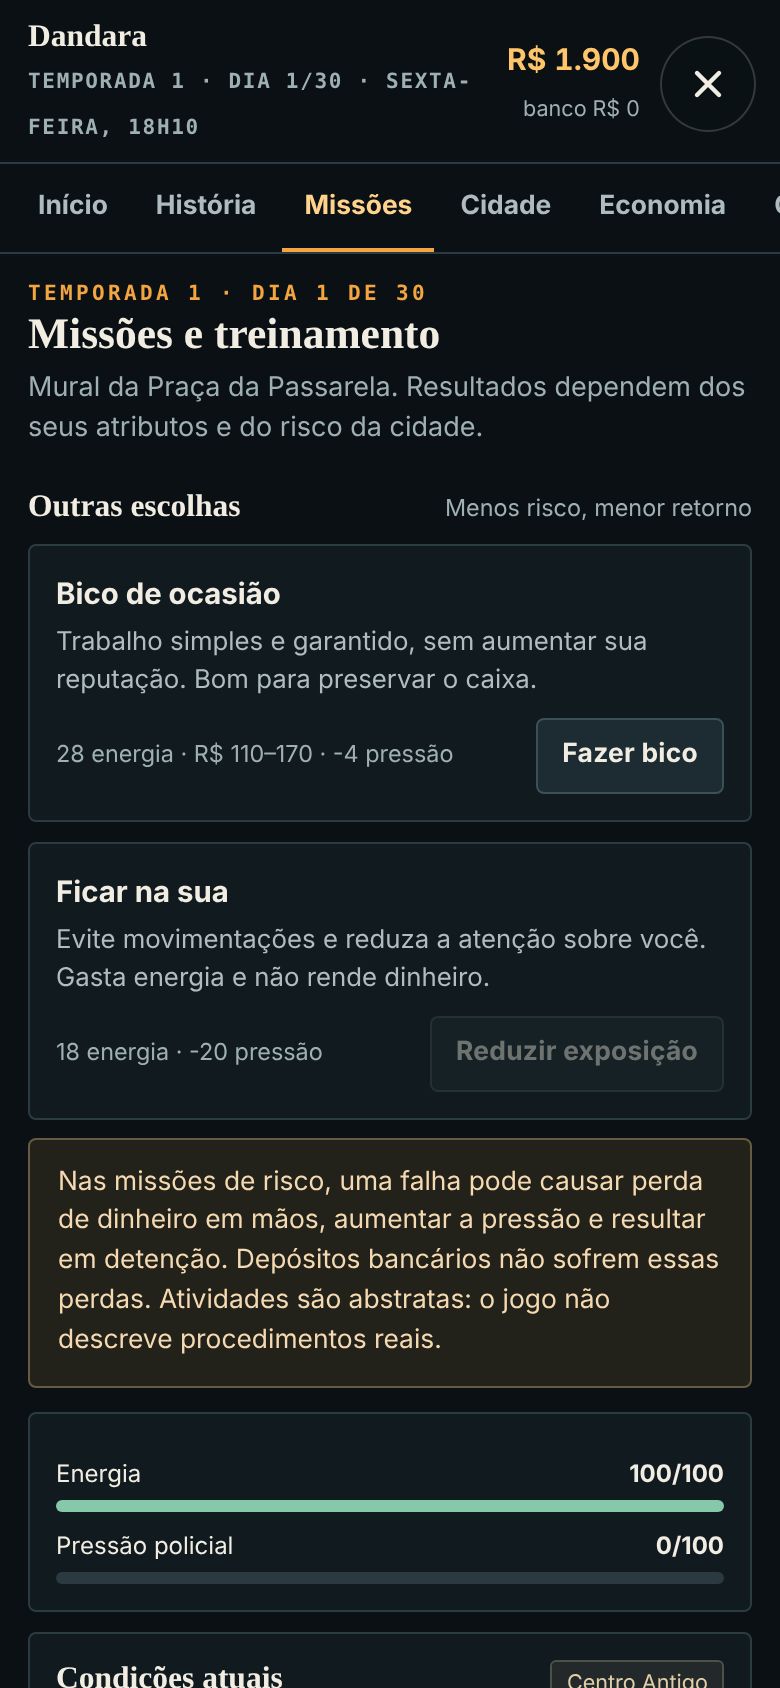 Dandara
TEMPORADA 1 · DIA 1/30 · SEXTA-
FEIRA, 18H10
R$ 1.900
banco R$ 0
Início
História
Missões
Cidade
Economia
TEMPORADA 1 · DIA 1 DE 30
Missões e treinamento
Mural da Praça da Passarela. Resultados dependem dos
seus atributos e do risco da cidade.
Outras escolhas
Menos risco, menor retorno
Bico de ocasião
Trabalho simples e garantido, sem aumentar sua
reputação. Bom para preservar o caixa.
28 energia · R$ 110–170 · -4 pressão
Fazer bico
Ficar na sua
Evite movimentações e reduza a atenção sobre você.
Gasta energia e não rende dinheiro.
18 energia · -20 pressão
Reduzir exposição
Nas missões de risco, uma falha pode causar perda
de dinheiro em mãos, aumentar a pressão e resultar
em detenção. Depósitos bancários não sofrem essas
perdas. Atividades são abstratas: o jogo não
descreve procedimentos reais.
Energia
100/100
Pressão policial
0/100
Condições atuais
Centro Antigo